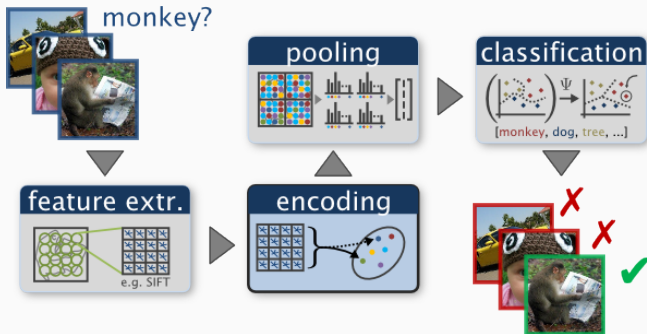 monkey?
pooling
classification
Ψ
[monkey, dog, tree, ...]
feature extr.
encoding
e.g. SIFT